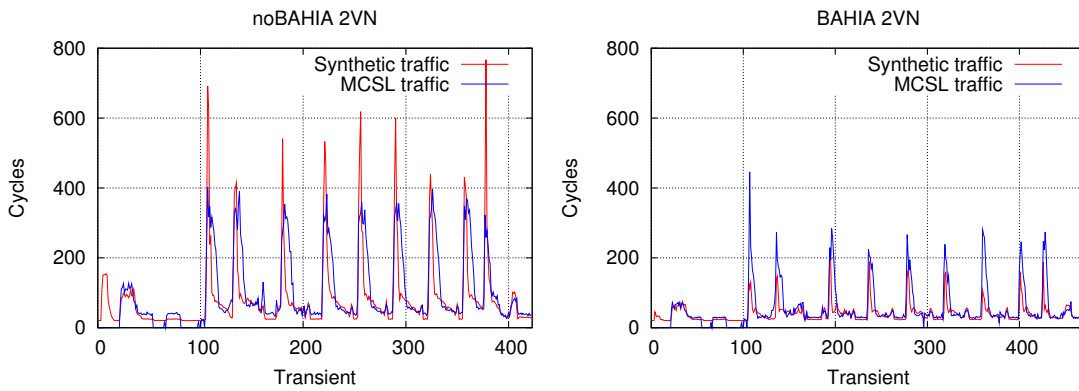 noBAHIA 2VN
800
Synthetic traffic
MCSL traffic
600
Cycles
400
200
0
0 100 200 300 400
Transient
BAHIA 2VN
800
Synthetic traffic
MCSL traffic
600
Cycles
400
200
0
0 100 200 300 400
Transient